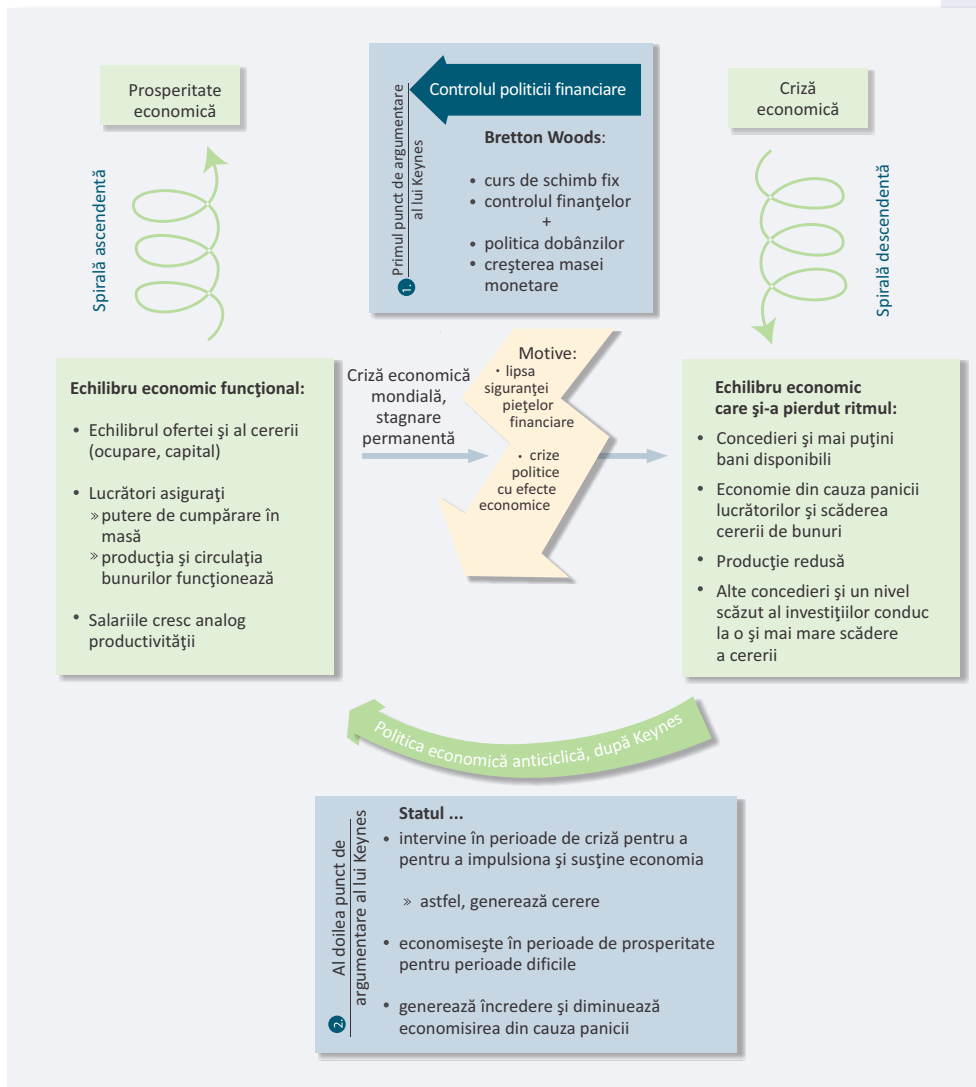 Prosperitate
economică
Spirală ascendentă
1. Primul punct de argumentare
al lui Keynes
Controlul politicii financiare
Bretton Woods:
• curs de schimb fix
• controlul finanţelor
+
• politica dobânzilor
• creşterea masei
monetare
Criză
economică
Spirală descendentă
Echilibru economic funcţional:
• Echilibrul ofertei şi al cererii
(ocupare, capital)
• Lucrători asiguraţi
» putere de cumpărare în
masă
» producţia şi circulaţia
bunurilor funcţionează
• Salariile cresc analog
productivităţii
Criză economică
mondială,
stagnare
permanentă
Motive:
• lipsa
siguranţei
pieţelor
financiare
• crize
politice
cu efecte
economice
Echilibru economic
care şi-a pierdut ritmul:
• Concedieri şi mai puţini
bani disponibili
• Economie din cauza panicii
lucrătorilor şi scăderea
cererii de bunuri
• Producţie redusă
• Alte concedieri şi un nivel
scăzut al investiţiilor conduc
la o şi mai mare scădere
a cererii
Politica economică anticiclică, după Keynes
2. Al doilea punct de
argumentare al lui Keynes
Statul ...
• intervine în perioade de criză pentru a
pentru a impulsiona şi susţine economia
» astfel, generează cerere
• economiseşte în perioade de prosperitate
pentru perioade dificile
• generează încredere şi diminuează
economisirea din cauza panicii